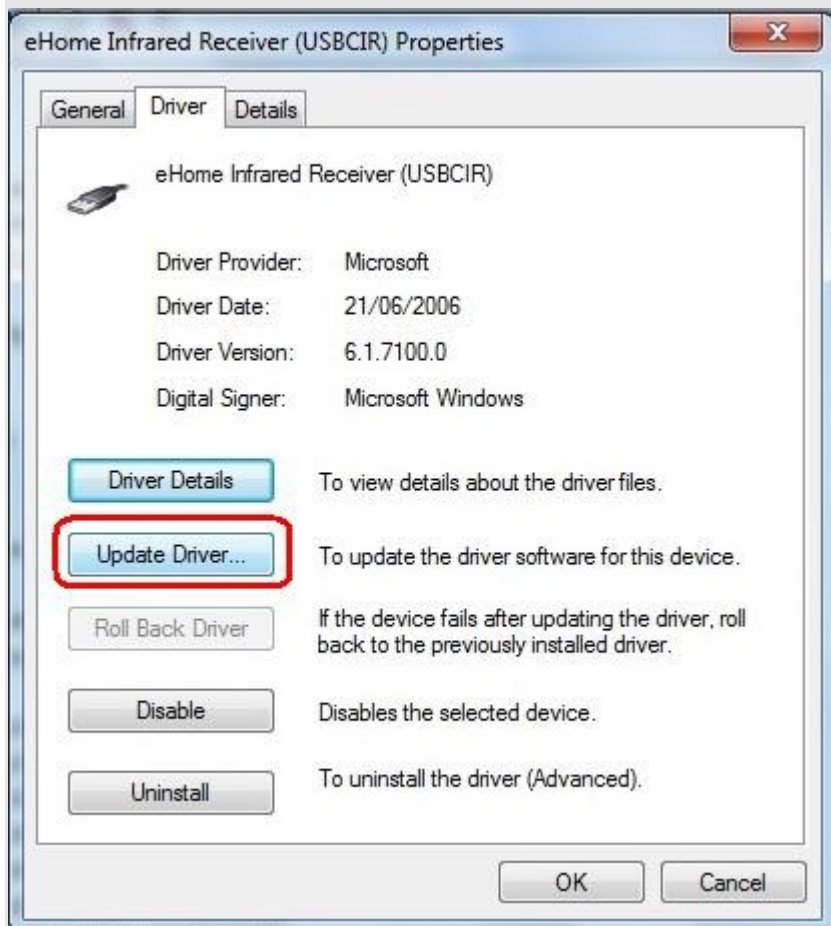 eHome Infrared Receiver (USBCIR) Properties
General Driver Details
eHome Infrared Receiver (USBCIR)
Driver Provider: Microsoft
Driver Date: 21/06/2006
Driver Version: 6.1.7100.0
Digital Signer: Microsoft Windows
Driver Details To view details about the driver files.
Update Driver... To update the driver software for this device.
Roll Back Driver If the device fails after updating the driver, roll
back to the previously installed driver.
Disable Disables the selected device.
Uninstall To uninstall the driver (Advanced).
OK Cancel